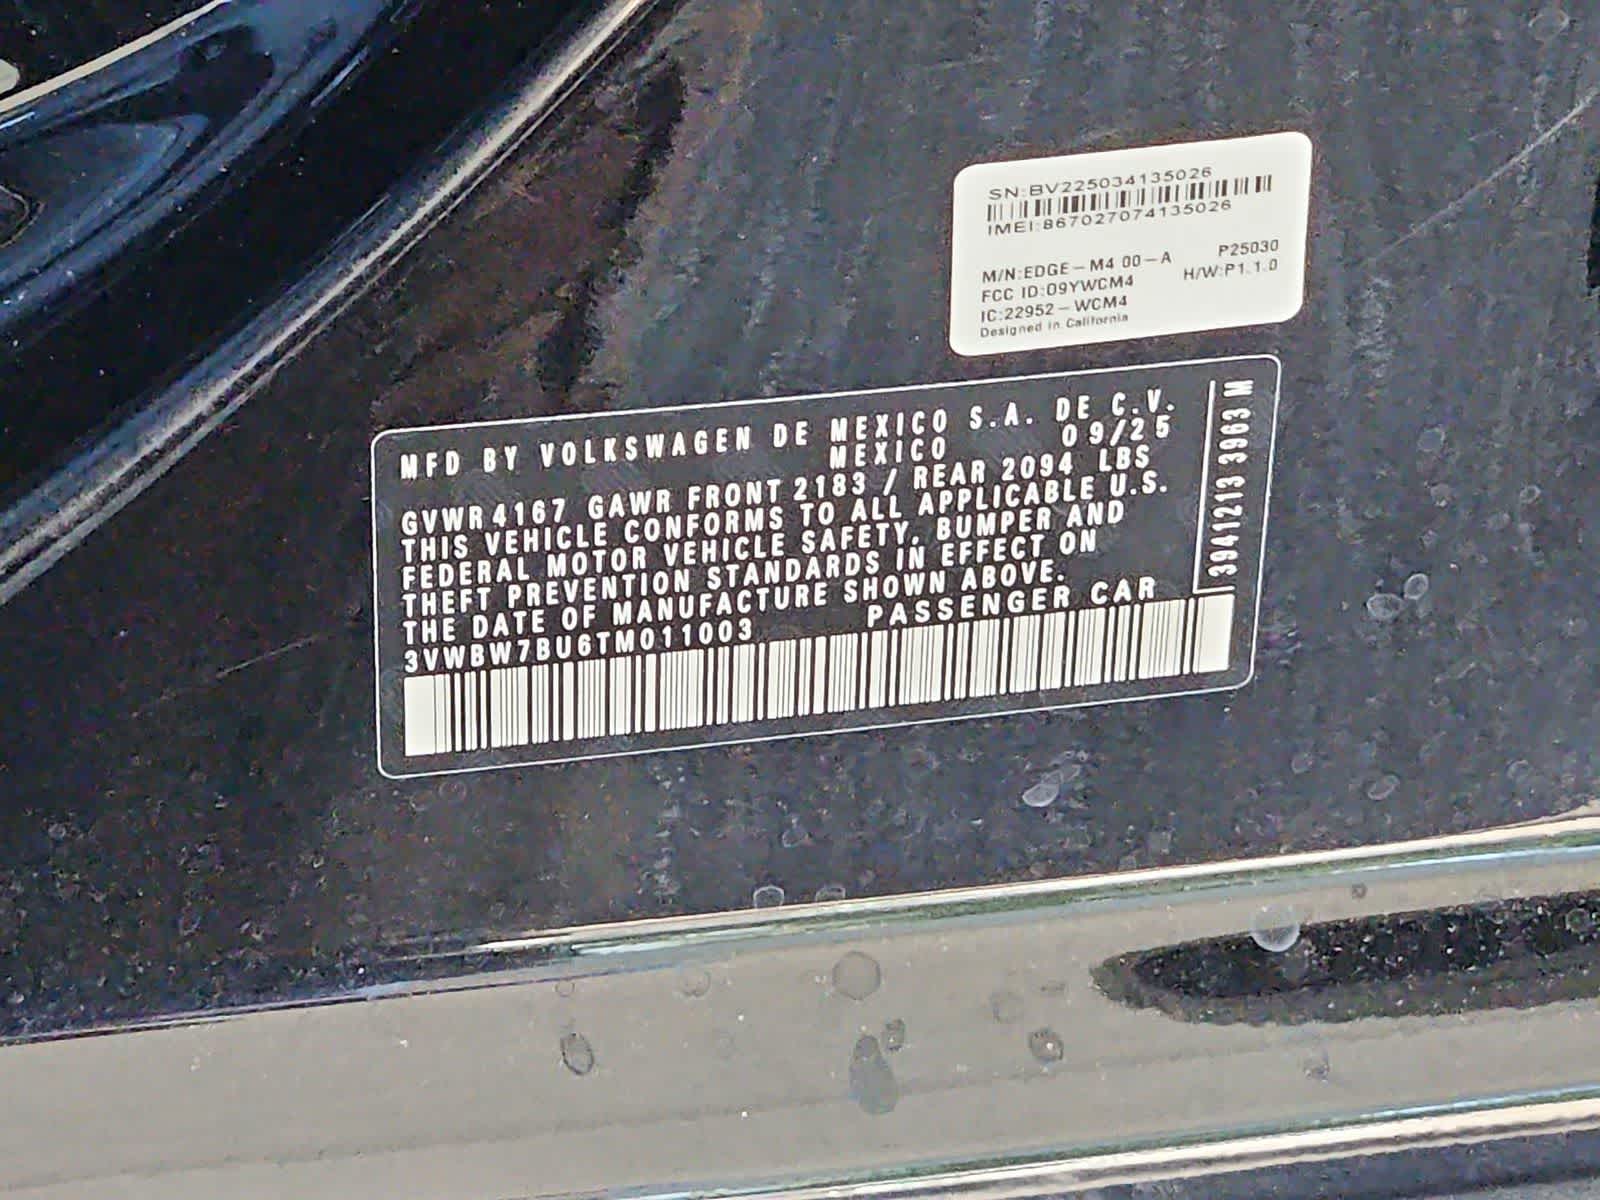 SN:BV225034135026
IMEI:867027074135026
M/N:EDGE-M4 00-A P25030
FCC ID:09YWCM4 H/W:P1.1.0
IC:22952-WCM4
Designed in California
MFD BY VOLKSWAGEN DE MEXICO S.A. DE C.V.
MEXICO 09/25
GVWR 4167 GAWR FRONT 2183 / REAR 2094 LBS
THIS VEHICLE CONFORMS TO ALL APPLICABLE U.S.
FEDERAL MOTOR VEHICLE SAFETY, BUMPER AND
THEFT PREVENTION STANDARDS IN EFFECT ON
THE DATE OF MANUFACTURE SHOWN ABOVE.
3VWBW7BU6TM011003 PASSENGER CAR
3941213 3963 M